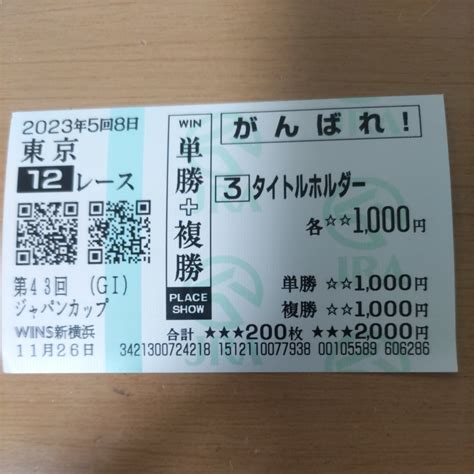 2023年5回8日
東京
12レース
第43回 (GI)
ジャパンカップ
WINS新横浜
11月26日
WIN
単勝+複勝
PLACE
SHOW
がんばれ!
3 タイトルホルダー
各☆☆1,000円
単勝 ☆☆1,000円
複勝 ☆☆1,000円
合計 ★★★200枚 ★★★2,000円
3421300724218 1512110077938 00105589 606286
JRA
JRA